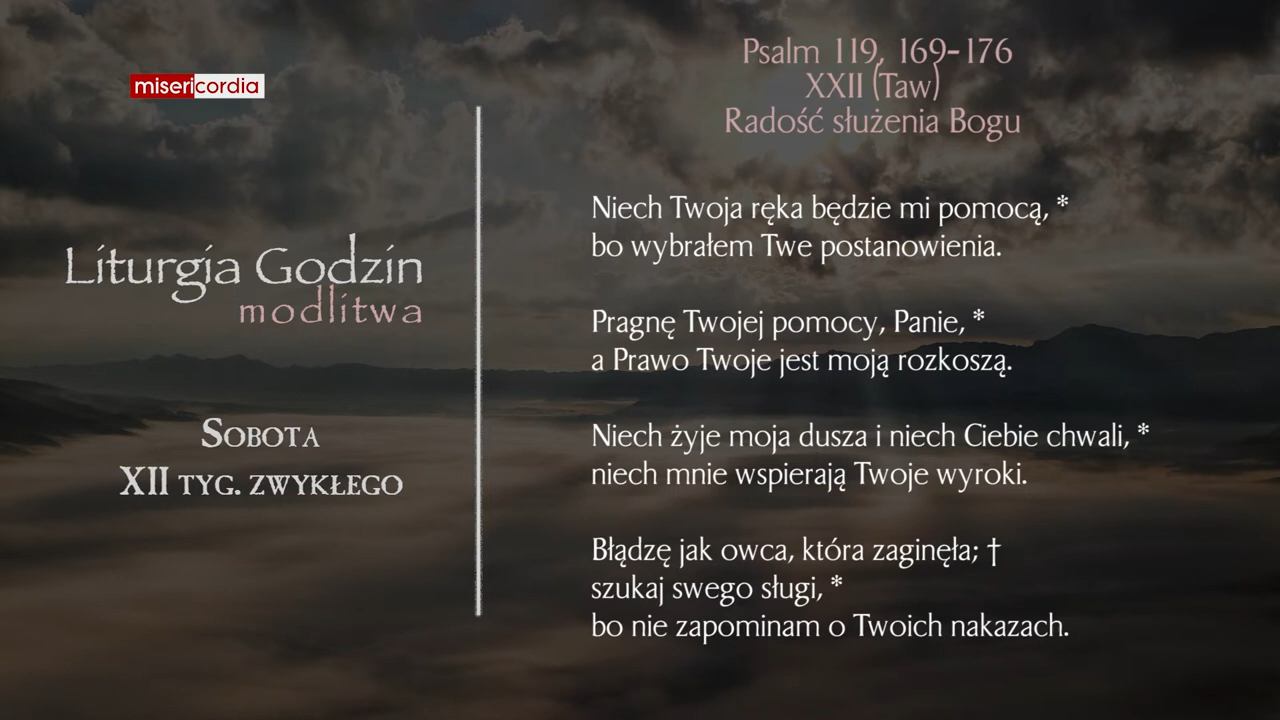 misericordia
Liturgia Godzin
modlitwa
Sobota
XII tyg. zwykłego
Psalm 119, 169-176
XXII (Taw)
Radość służenia Bogu
Niech Twoja ręka będzie mi pomocą, *
bo wybrałem Twe postanowienia.
Pragnę Twojej pomocy, Panie, *
a Prawo Twoje jest moją rozkoszą.
Niech żyje moja dusza i niech Ciebie chwali, *
niech mnie wspierają Twoje wyroki.
Błądzę jak owca, która zaginęła; †
szukaj swego sługi, *
bo nie zapominam o Twoich nakazach.